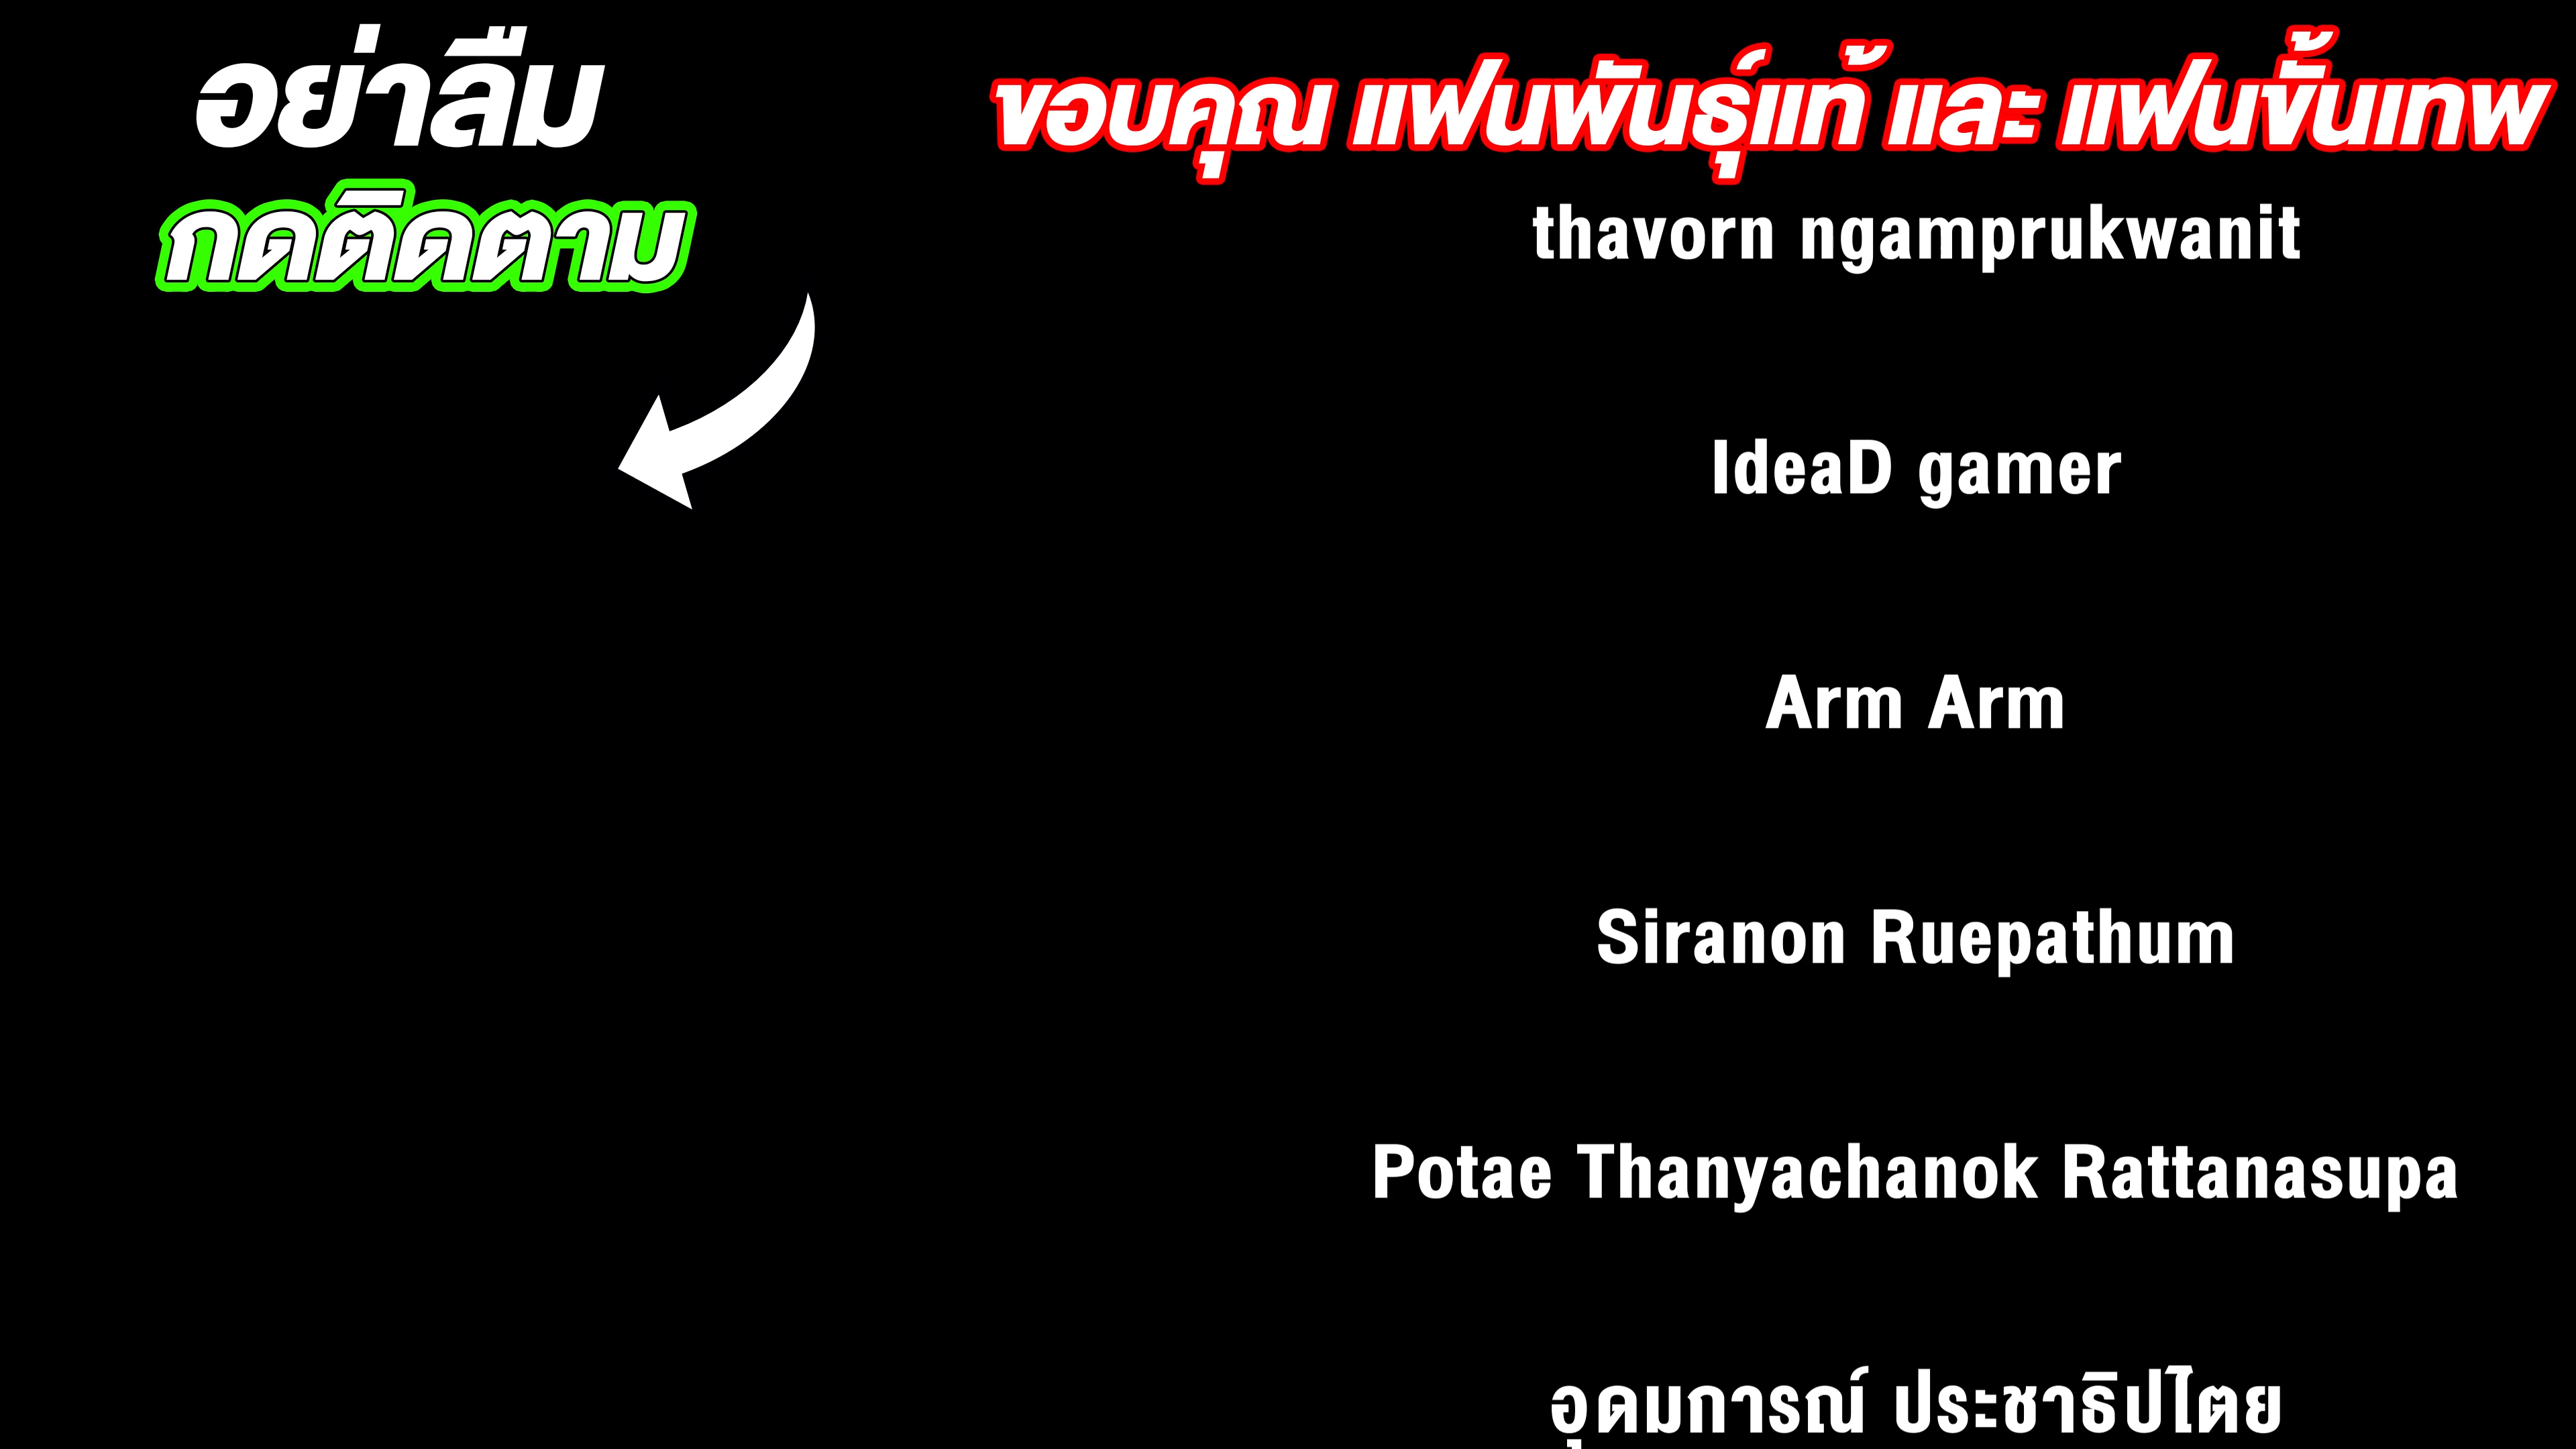 อย่าลืม
กดติดตาม
ขอบคุณ แฟนพันธุ์แท้ และ แฟนขั้นเทพ
thavorn ngamprukwanit
IdeaD gamer
Arm Arm
Siranon Ruepathum
Potae Thanyachanok Rattanasupa
อุดมการณ์ ประชาธิปไตย